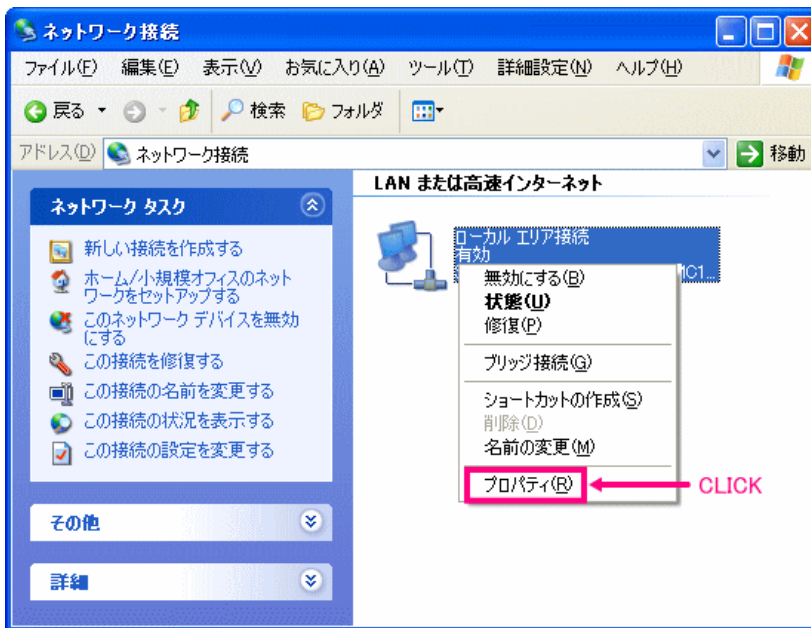 ネットワーク接続
ファイル(F) 編集(E) 表示(V) お気に入り(A) ツール(T) 詳細設定(N) ヘルプ(H)
戻る 検索 フォルダ
アドレス(D) ネットワーク接続 移動
ネットワーク タスク
新しい接続を作成する
ホーム/小規模オフィスのネット
ワークをセットアップする
このネットワーク デバイスを無効
にする
この接続を修復する
この接続の名前を変更する
この接続の状況を表示する
この接続の設定を変更する
その他
詳細
LAN または高速インターネット
ローカル エリア接続
有効
無効にする(B)
状態(U)
修復(P)
ブリッジ接続(G)
ショートカットの作成(S)
削除(D)
名前の変更(M)
プロパティ(R)
CLICK